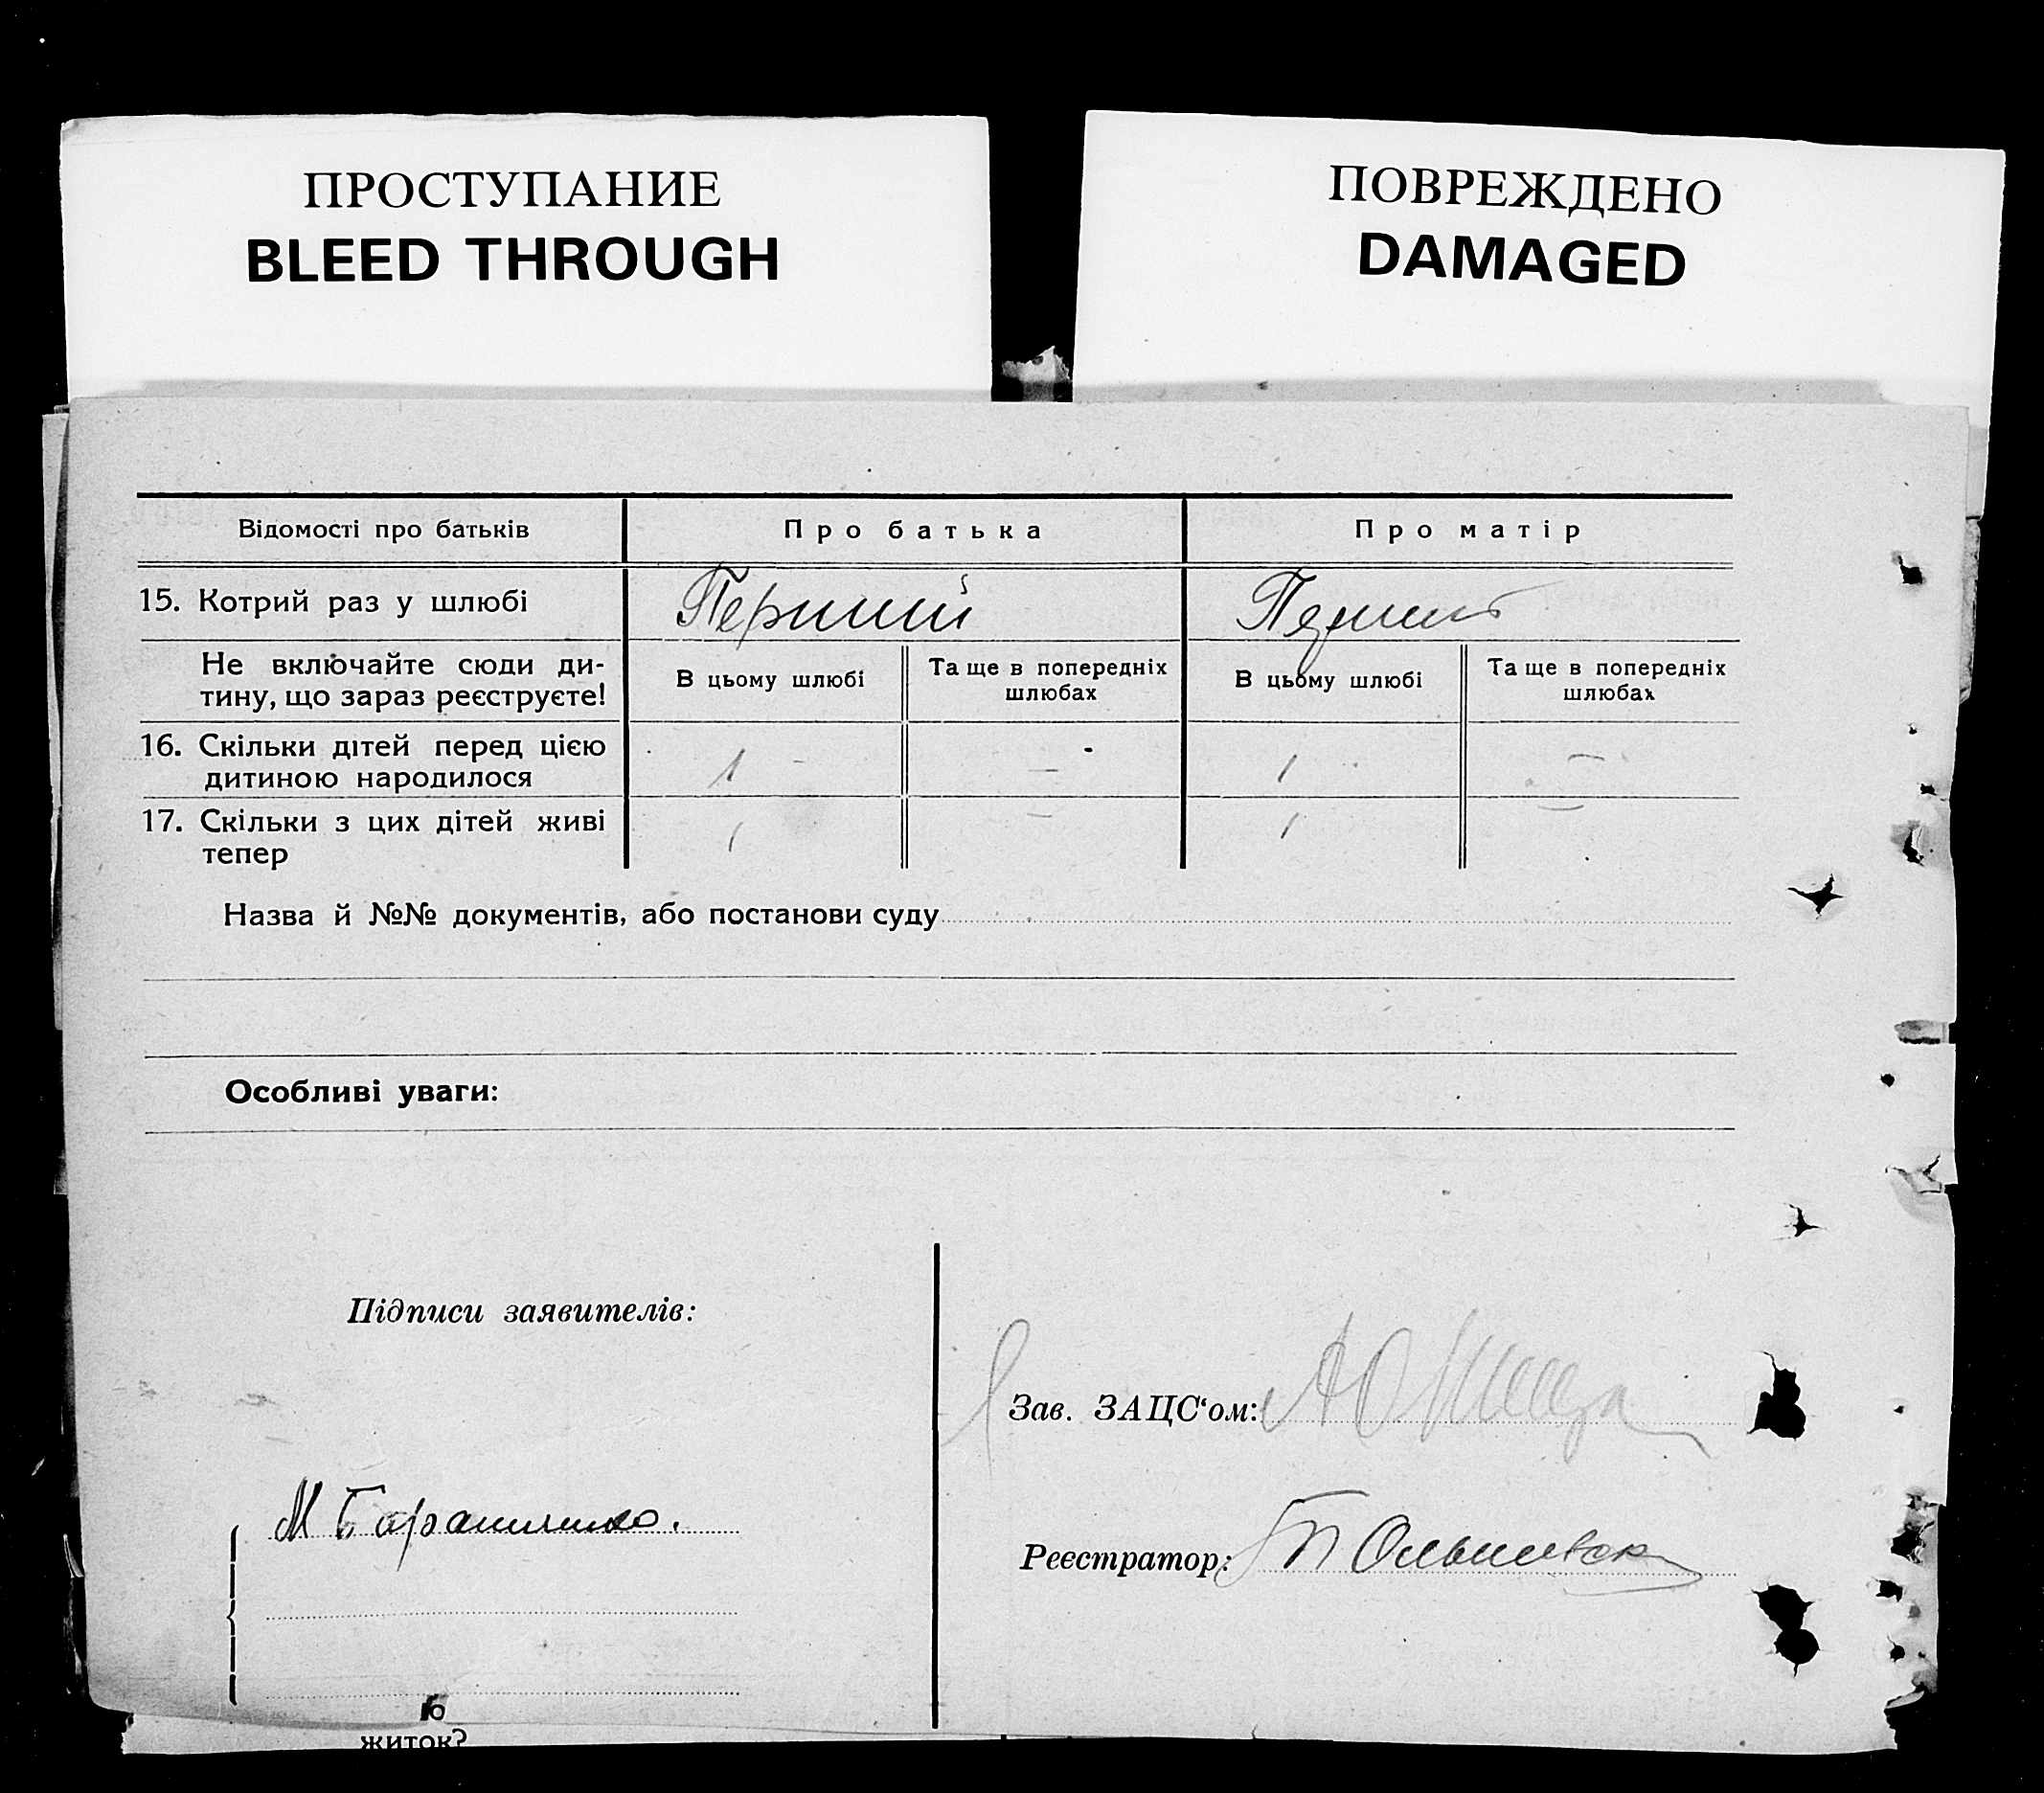 ПРОСТУПАНИЕ
BLEED THROUGH
ПОВРЕЖДЕНО
DAMAGED
Відомості про батьків
Про батька
Про матір
15. Котрий раз у шлюбі
Перший
Перший
Не включайте сюди ди-
тину, що зараз реєструєте!
В цьому шлюбі
Та ще в попередніх
шлюбах
В цьому шлюбі
Та ще в попередніх
шлюбах
16. Скільки дітей перед цією
дитиною народилося
1
—
1
—
17. Скільки з цих дітей живі
тепер
1
—
1
—
Назва й №№ документів, або постанови суду
Особливі уваги:
Підписи заявителів:
Зав. ЗАЦС‘ом:
М
Реєстратор: П
житок?